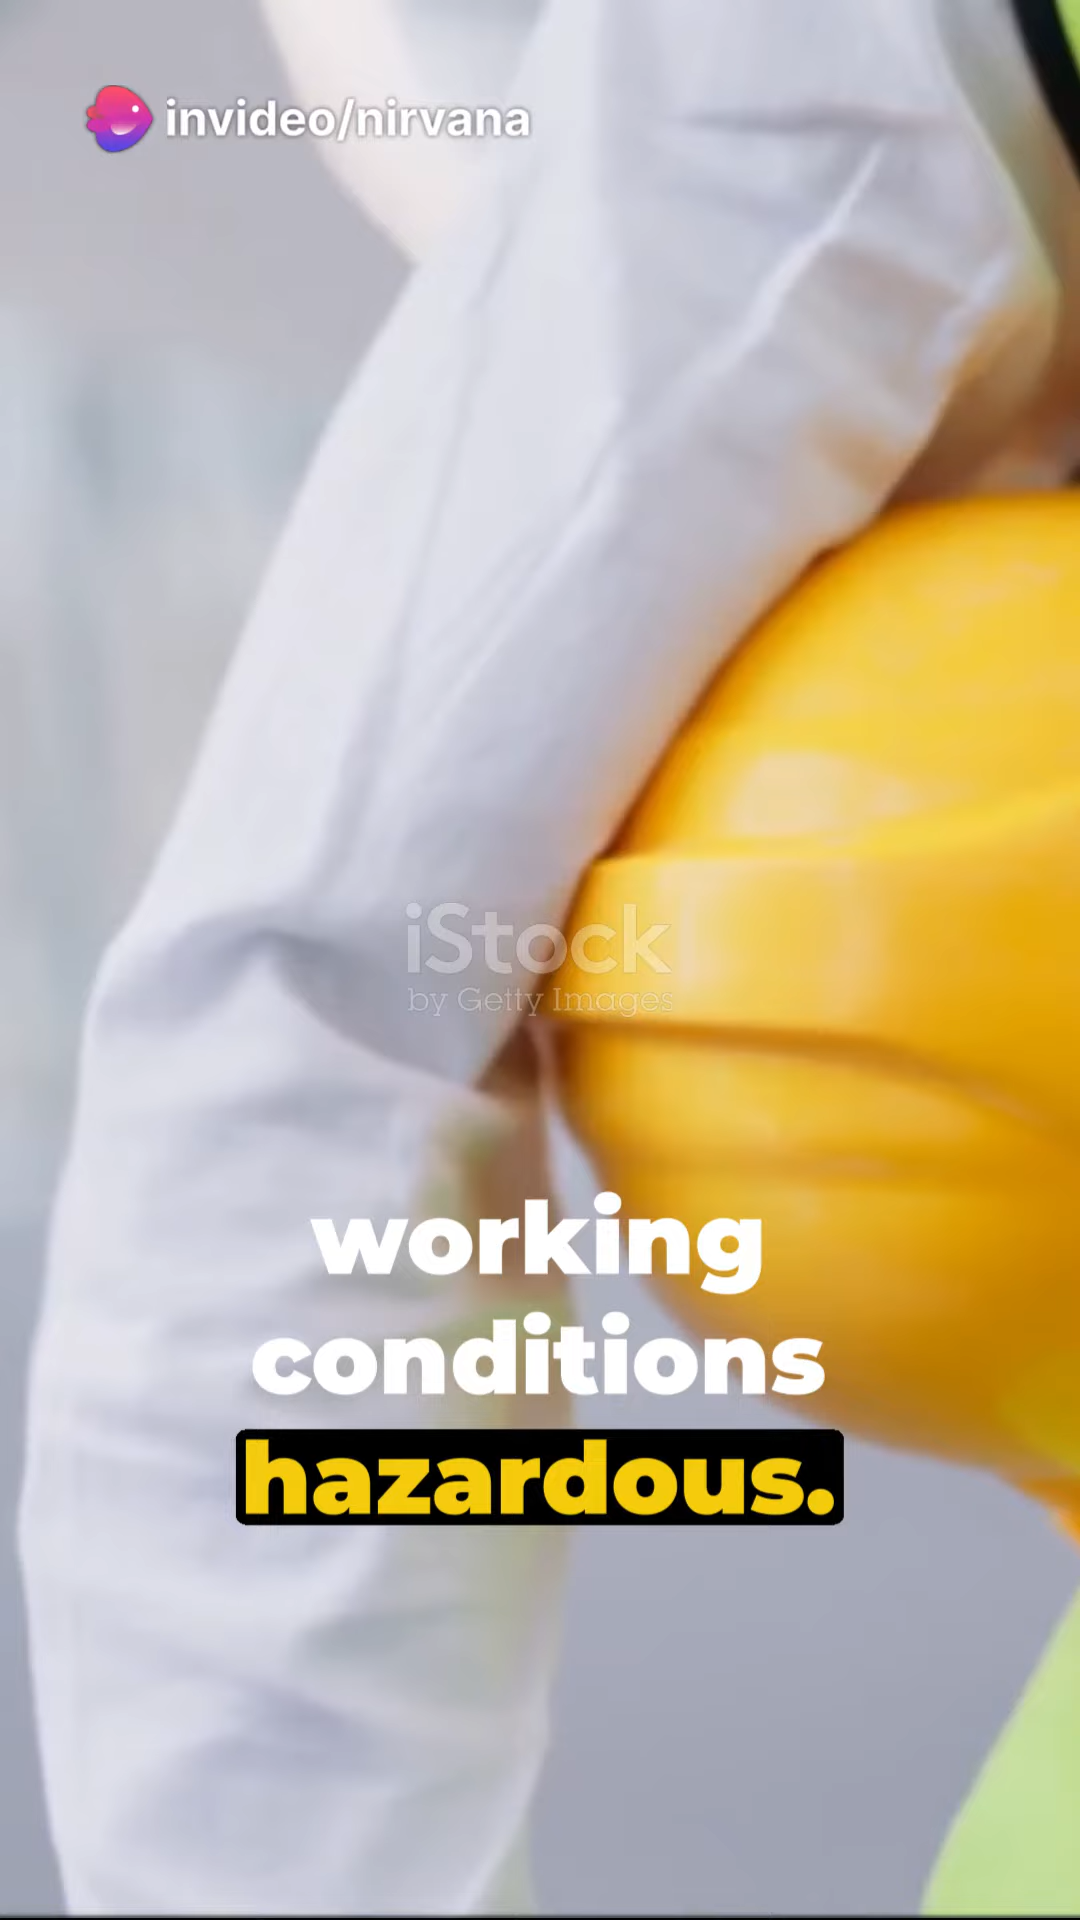 invideo/nirvana
iStock
by Getty Images
working
conditions
hazardous.